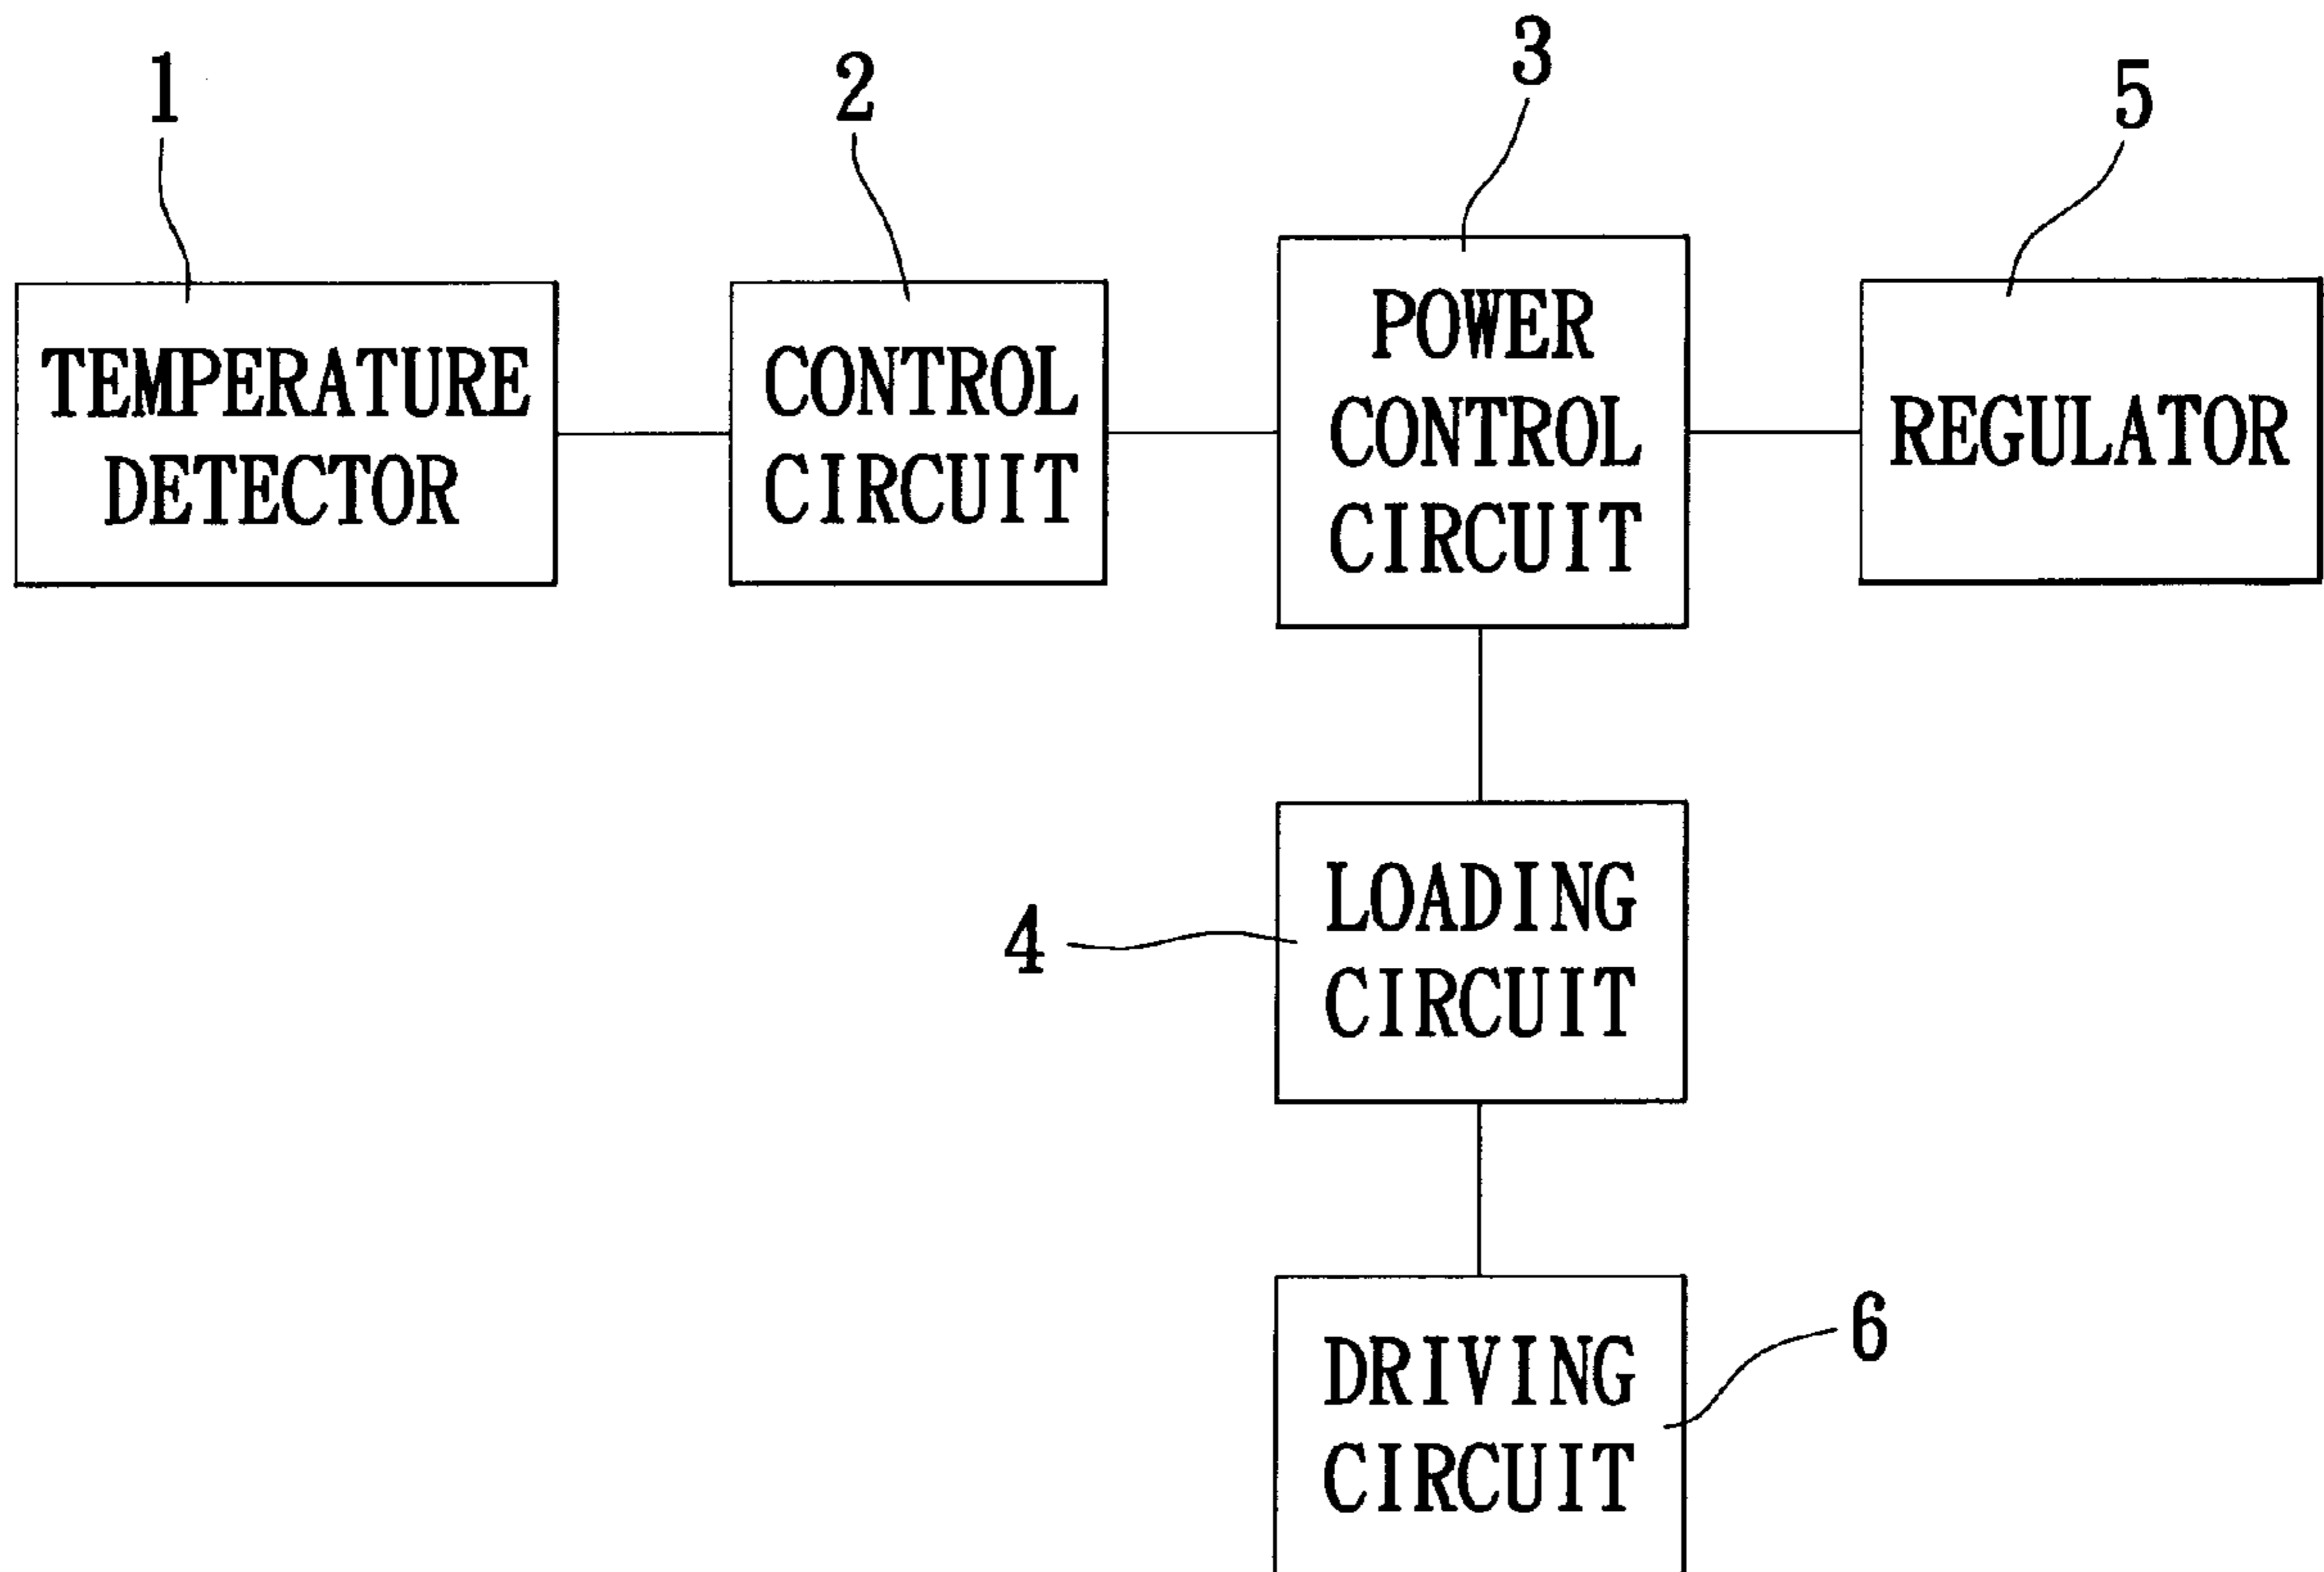 1
2
3
5
TEMPERATURE
DETECTOR
CONTROL
CIRCUIT
POWER
CONTROL
CIRCUIT
REGULATOR
4
LOADING
CIRCUIT
6
DRIVING
CIRCUIT